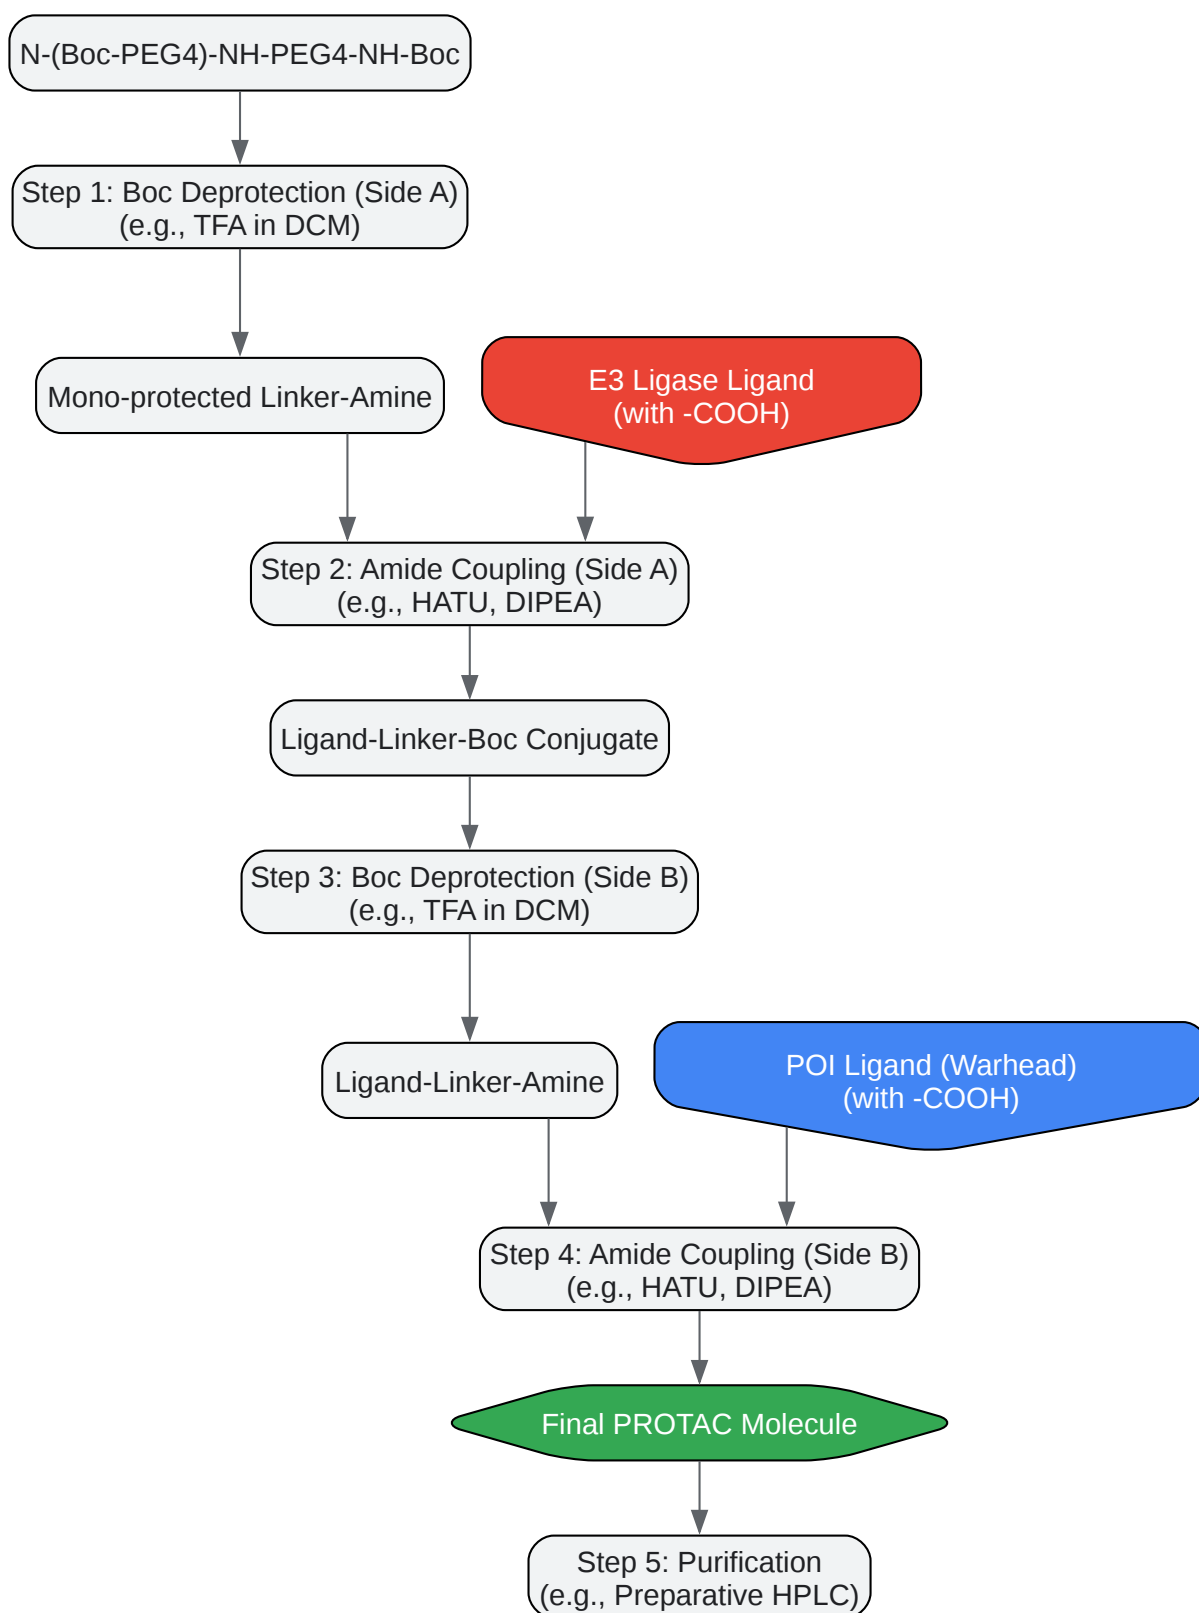 N-(Boc-PEG4)-NH-PEG4-NH-Boc
Step 1: Boc Deprotection (Side A)
(e.g., TFA in DCM)
Mono-protected Linker-Amine
E3 Ligase Ligand
(with -COOH)
Step 2: Amide Coupling (Side A)
(e.g., HATU, DIPEA)
Ligand-Linker-Boc Conjugate
Step 3: Boc Deprotection (Side B)
(e.g., TFA in DCM)
Ligand-Linker-Amine
POI Ligand (Warhead)
(with -COOH)
Step 4: Amide Coupling (Side B)
(e.g., HATU, DIPEA)
Final PROTAC Molecule
Step 5: Purification
(e.g., Preparative HPLC)